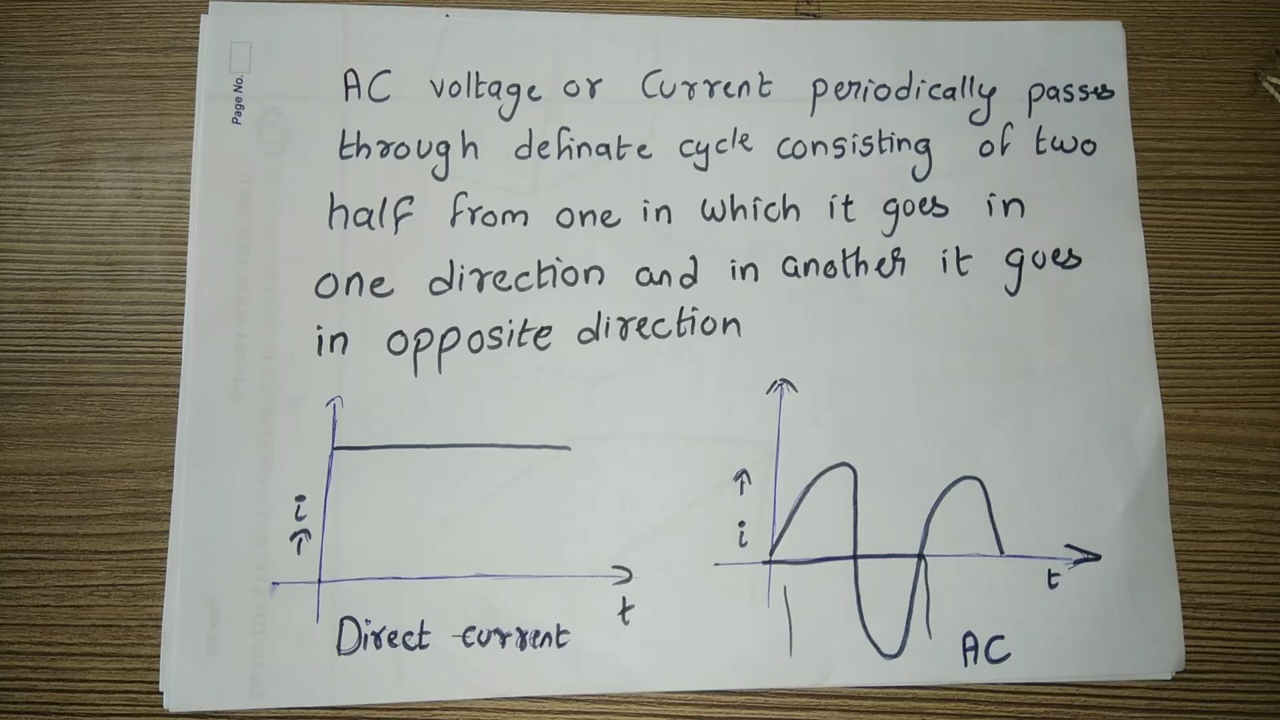 Page No.
AC voltage or Current periodically passes
through definate cycle consisting of two
half from one in which it goes in
one direction and in another it goes
in opposite direction
i
t
Direct current
i
t
AC